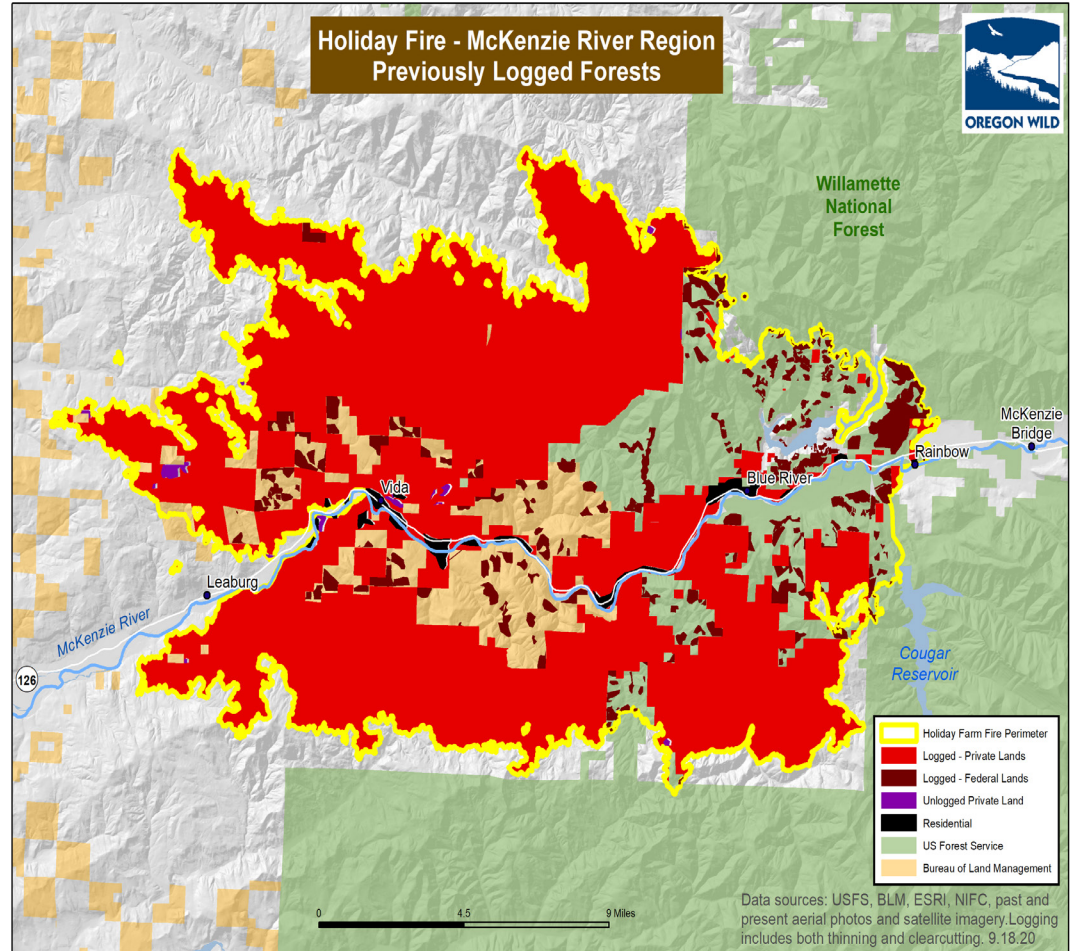 Holiday Fire - McKenzie River Region
Previously Logged Forests
OREGON WILD
Willamette
National
Forest
McKenzie
Bridge
Rainbow
Blue River
Vida
Leaburg
McKenzie River
126
Cougar
Reservoir
Holiday Farm Fire Perimeter
Logged - Private Lands
Logged - Federal Lands
Unlogged Private Land
Residential
US Forest Service
Bureau of Land Management
0 4.5 9 Miles
Data sources: USFS, BLM, ESRI, NIFC, past and
present aerial photos and satellite imagery.Logging
includes both thinning and clearcutting. 9.18.20